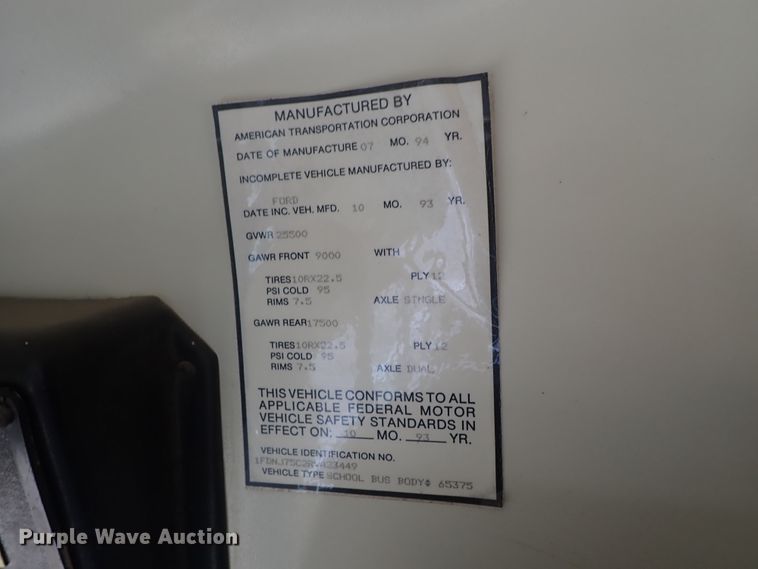 MANUFACTURED BY
AMERICAN TRANSPORTATION CORPORATION
DATE OF MANUFACTURE 07 MO. 94 YR.
INCOMPLETE VEHICLE MANUFACTURED BY:
FORD
DATE INC. VEH. MFD. 10 MO. 93 YR.
GVWR 25500
GAWR FRONT 9000 WITH
TIRES 10RX22.5 PLY 12
PSI COLD 95
RIMS 7.5 AXLE SINGLE
GAWR REAR 17500
TIRES 10RX22.5 PLY 12
PSI COLD 95
RIMS 7.5 AXLE DUAL
THIS VEHICLE CONFORMS TO ALL
APPLICABLE FEDERAL MOTOR
VEHICLE SAFETY STANDARDS IN
EFFECT ON: 10 MO. 93 YR.
VEHICLE IDENTIFICATION NO.
VEHICLE TYPE SCHOOL BUS BODY# 65375
Purple Wave Auction